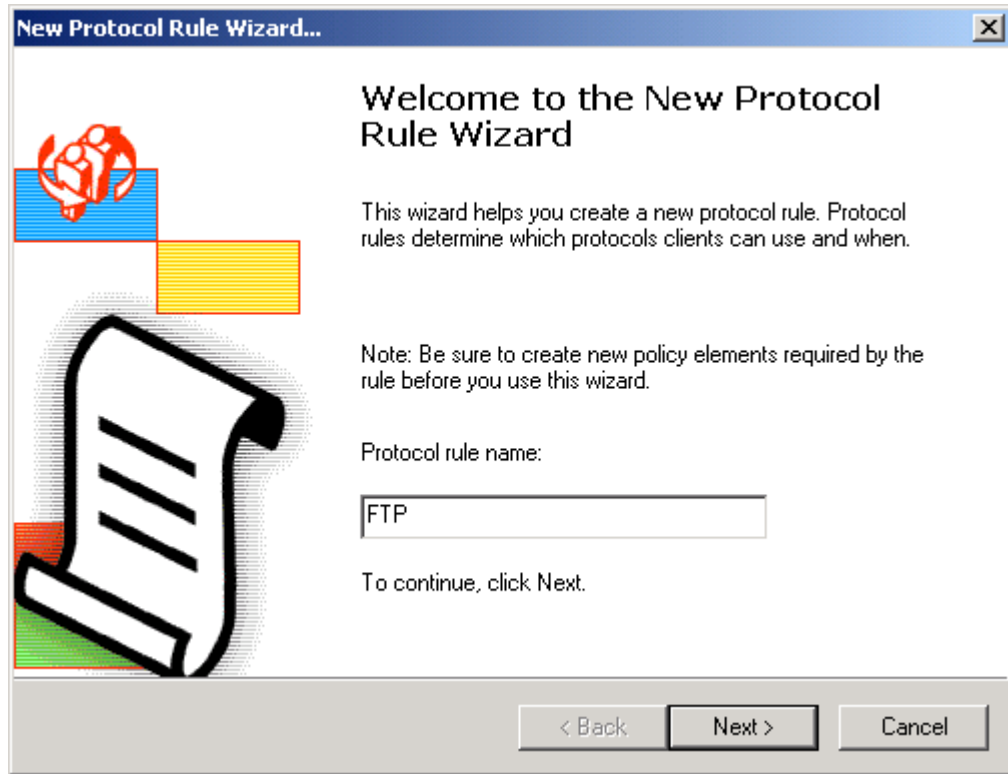 New Protocol Rule Wizard...
Welcome to the New Protocol
Rule Wizard
This wizard helps you create a new protocol rule. Protocol
rules determine which protocols clients can use and when.
Note: Be sure to create new policy elements required by the
rule before you use this wizard.
Protocol rule name:
FTP
To continue, click Next.
< Back
Next >
Cancel